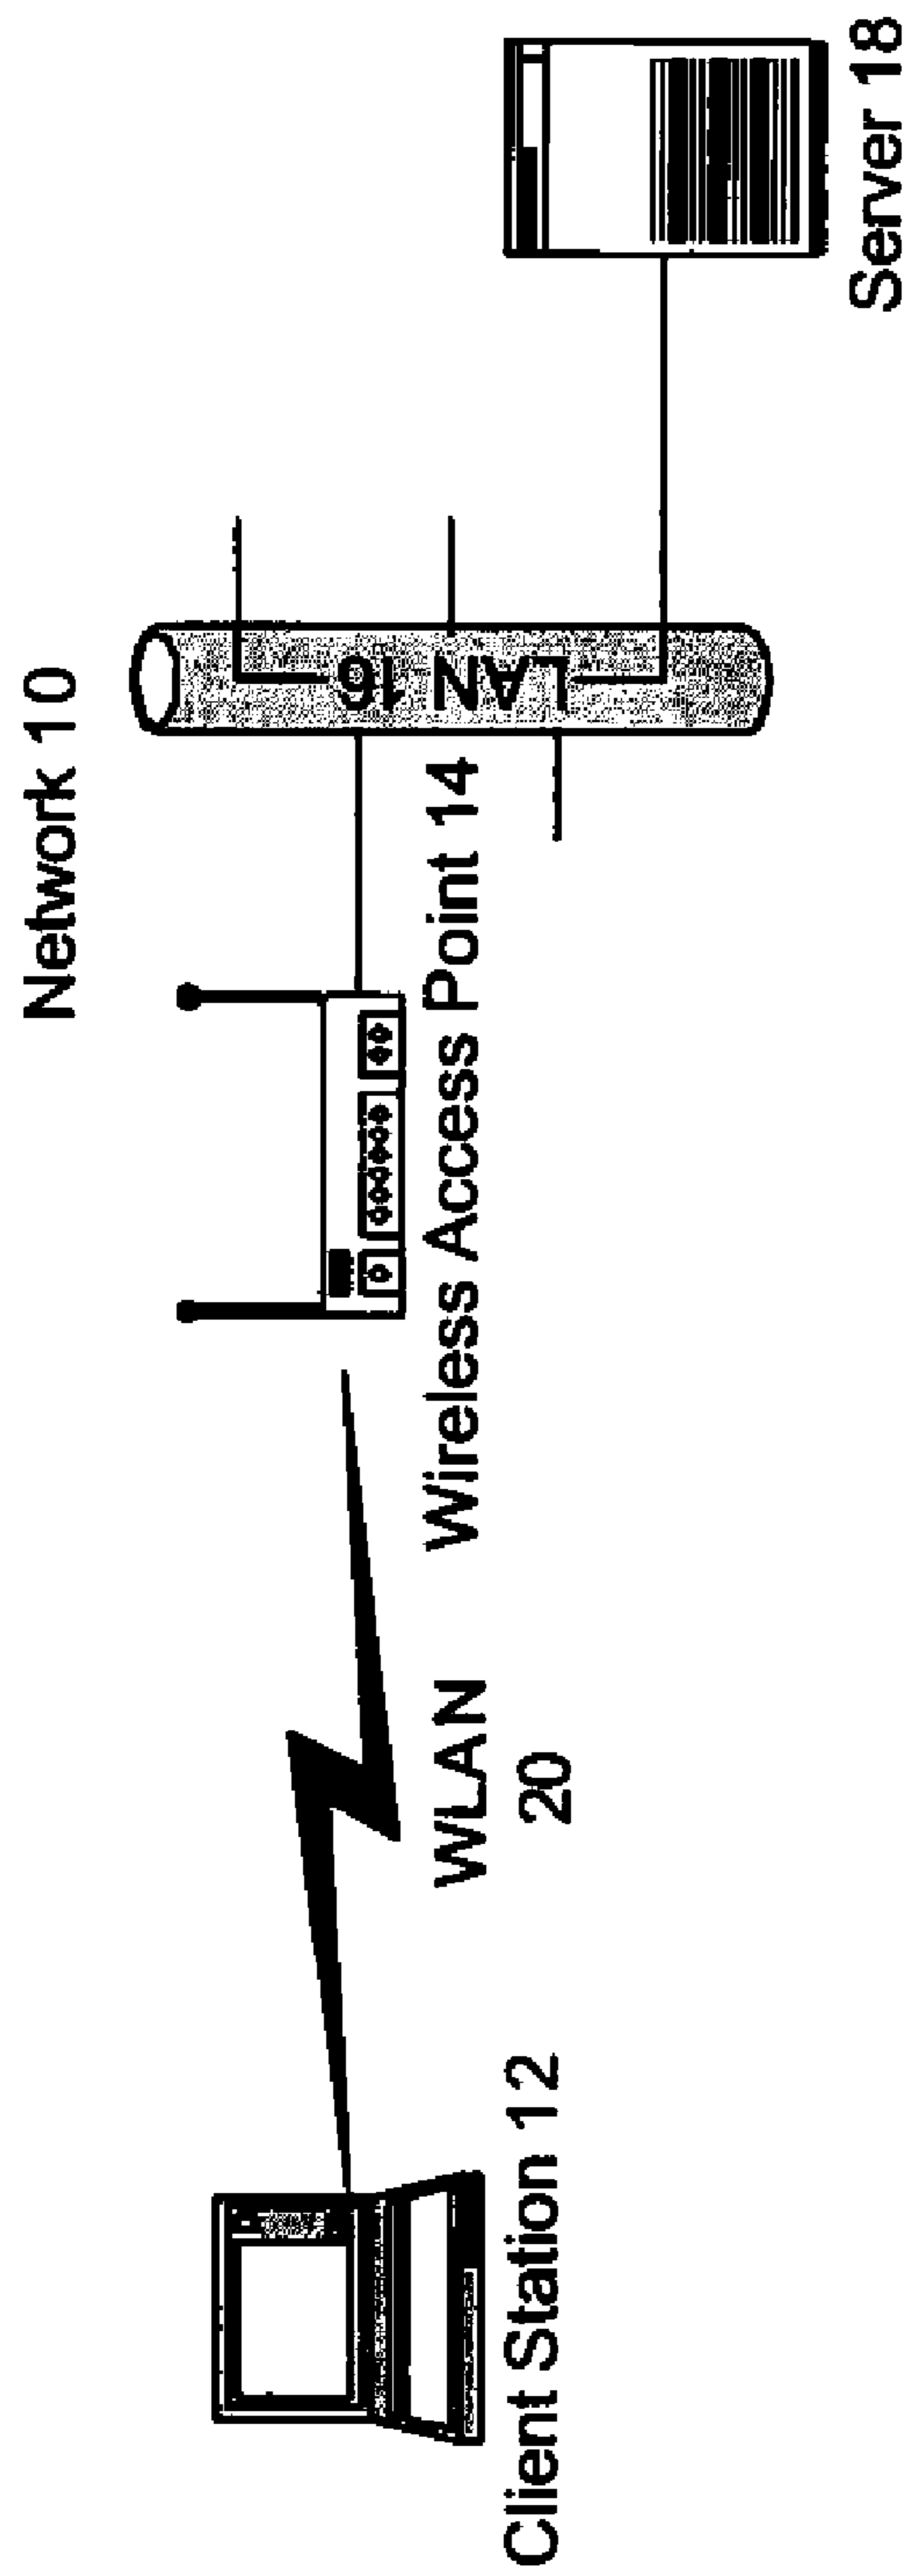 Network 10
Client Station 12
WLAN
20
Wireless Access Point 14
LAN 16
Server 18